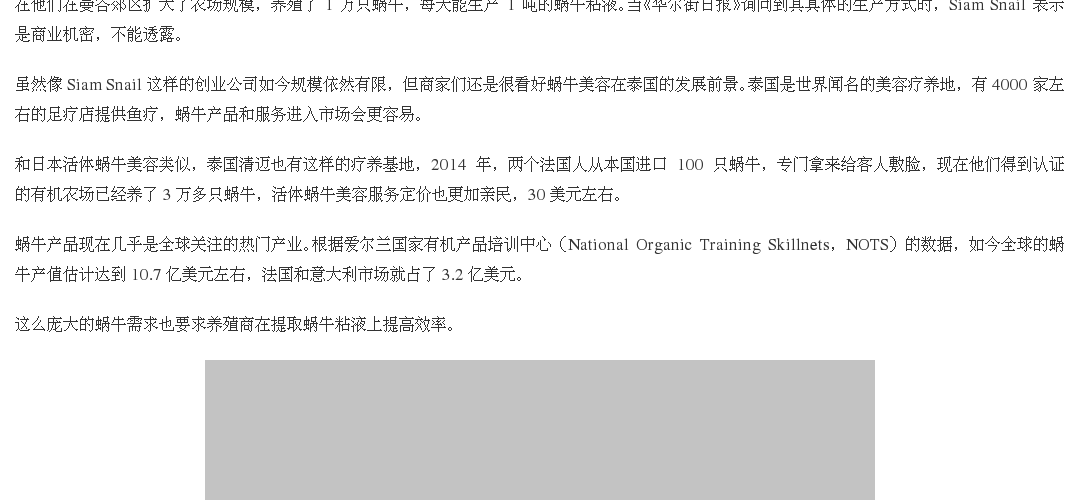 在他们在曼谷郊区扩大了农场规模，养殖了 1 万只蜗牛，每天能生产 1 吨的蜗牛粘液。当《华尔街日报》询问到其具体的生产方式时，Siam Snail 表示
是商业机密，不能透露。
虽然像 Siam Snail 这样的创业公司如今规模依然有限，但商家们还是很看好蜗牛美容在泰国的发展前景。泰国是世界闻名的美容疗养地，有 4000 家左
右的足疗店提供鱼疗，蜗牛产品和服务进入市场会更容易。
和日本活体蜗牛美容类似，泰国清迈也有这样的疗养基地，2014 年，两个法国人从本国进口 100 只蜗牛，专门拿来给客人敷脸，现在他们得到认证
的有机农场已经养了 3 万多只蜗牛，活体蜗牛美容服务定价也更加亲民，30 美元左右。
蜗牛产品现在几乎是全球关注的热门产业。根据爱尔兰国家有机产品培训中心（National Organic Training Skillnets，NOTS）的数据，如今全球的蜗
牛产值估计达到 10.7 亿美元左右，法国和意大利市场就占了 3.2 亿美元。
这么庞大的蜗牛需求也要求养殖商在提取蜗牛粘液上提高效率。